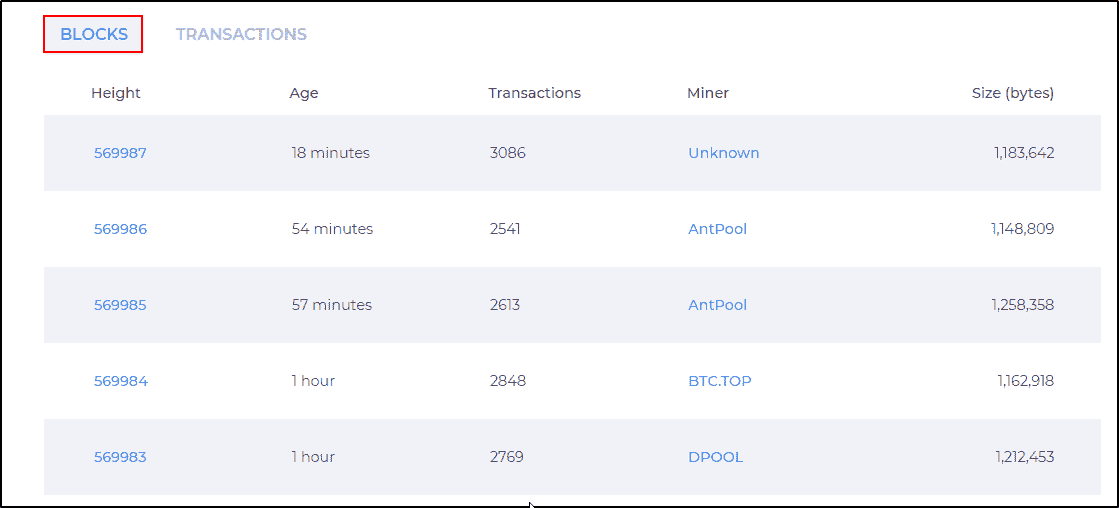 BLOCKS TRANSACTIONS
Height Age Transactions Miner Size (bytes)
569987 18 minutes 3086 Unknown 1,183,642
569986 54 minutes 2541 AntPool 1,148,809
569985 57 minutes 2613 AntPool 1,258,358
569984 1 hour 2848 BTC.TOP 1,162,918
569983 1 hour 2769 DPOOL 1,212,453